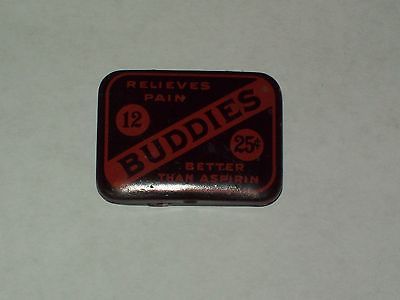 RELIEVES
PAIN
12
BUDDIES
25¢
BETTER
THAN ASPIRIN